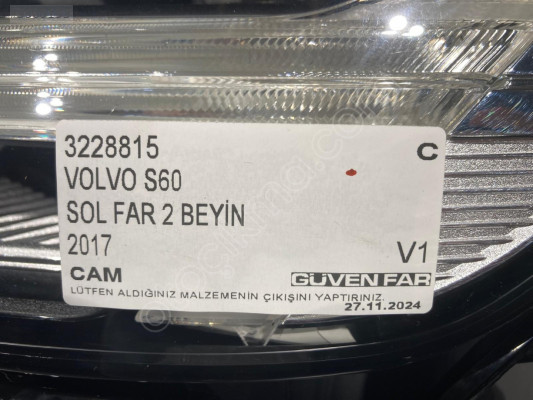 3228815 C
VOLVO S60
SOL FAR 2 BEYİN
2017 V1
CAM GÜVEN FAR
LÜTFEN ALDIĞINIZ MALZEMENİN ÇIKIŞINI YAPTIRINIZ.
27.11.2024